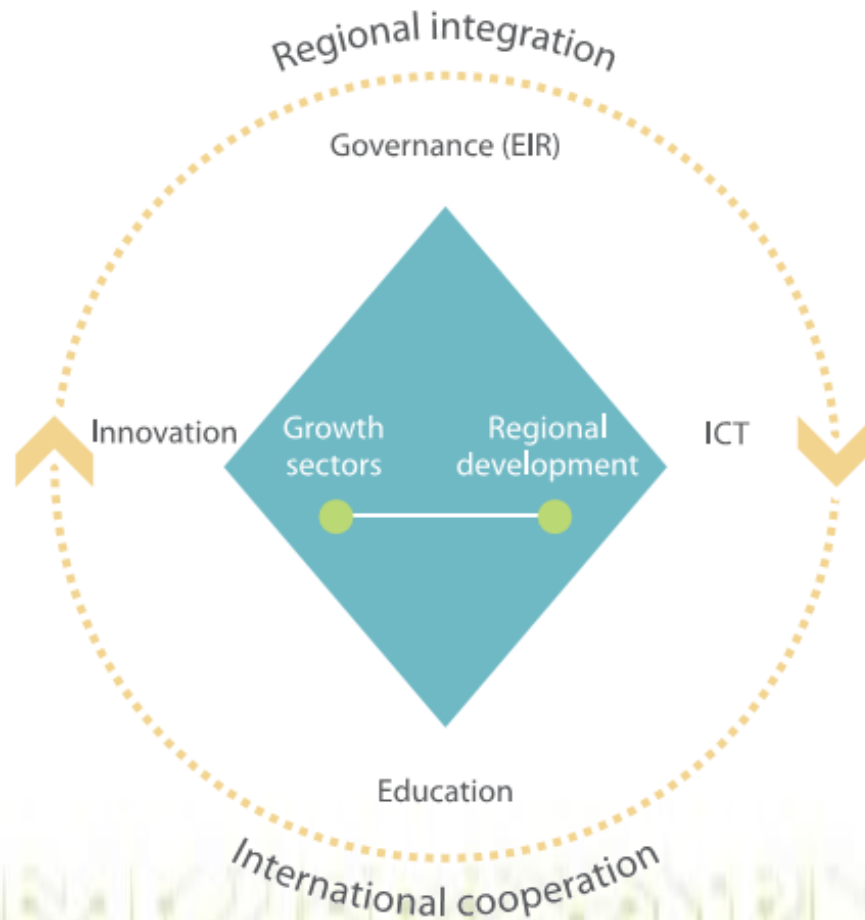 Regional integration
Governance (EIR)
Innovation
Growth
sectors
Regional
development
ICT
Education
International cooperation